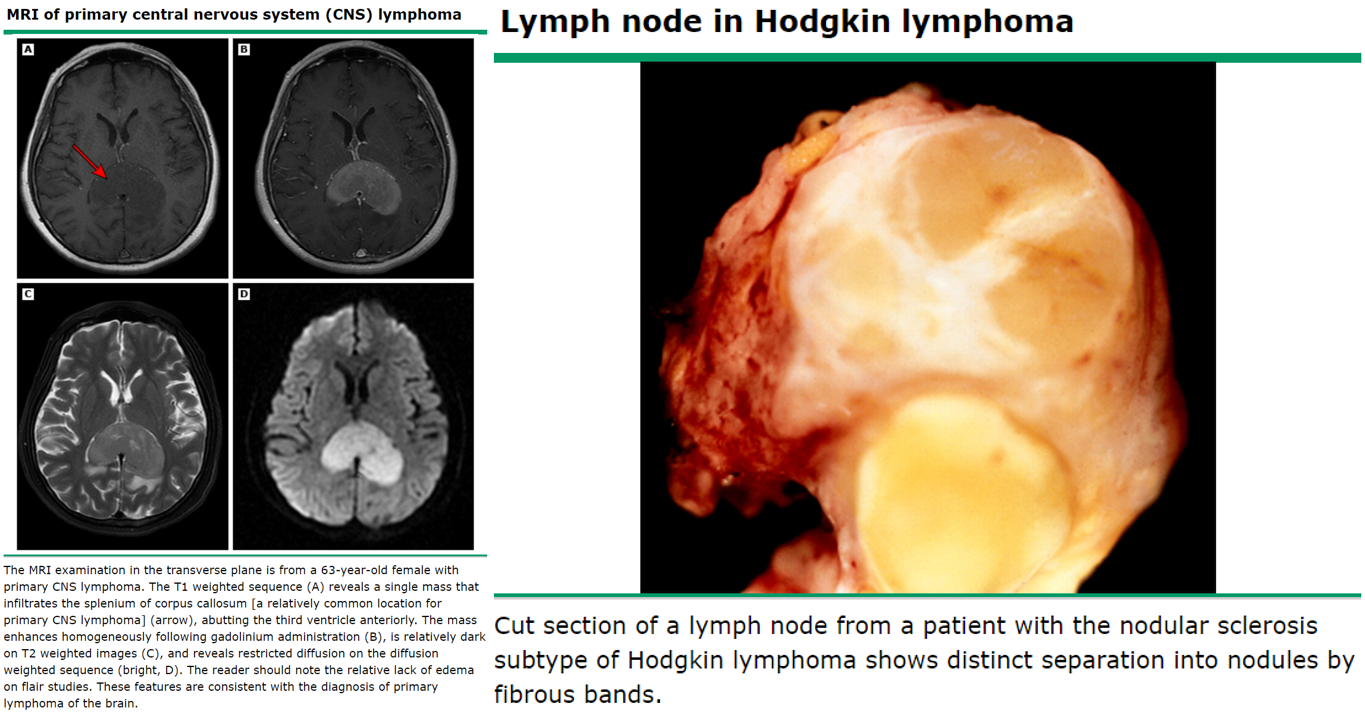 MRI of primary central nervous system (CNS) lymphoma
A
B
C
D
The MRI examination in the transverse plane is from a 63-year-old female with
primary CNS lymphoma. The T1 weighted sequence (A) reveals a single mass that
infiltrates the splenium of corpus callosum [a relatively common location for
primary CNS lymphoma] (arrow), abutting the third ventricle anteriorly. The mass
enhances homogeneously following gadolinium administration (B), is relatively dark
on T2 weighted images (C), and reveals restricted diffusion on the diffusion
weighted sequence (bright, D). The reader should note the relative lack of edema
on flair studies. These features are consistent with the diagnosis of primary
lymphoma of the brain.
Lymph node in Hodgkin lymphoma
Cut section of a lymph node from a patient with the nodular sclerosis
subtype of Hodgkin lymphoma shows distinct separation into nodules by
fibrous bands.